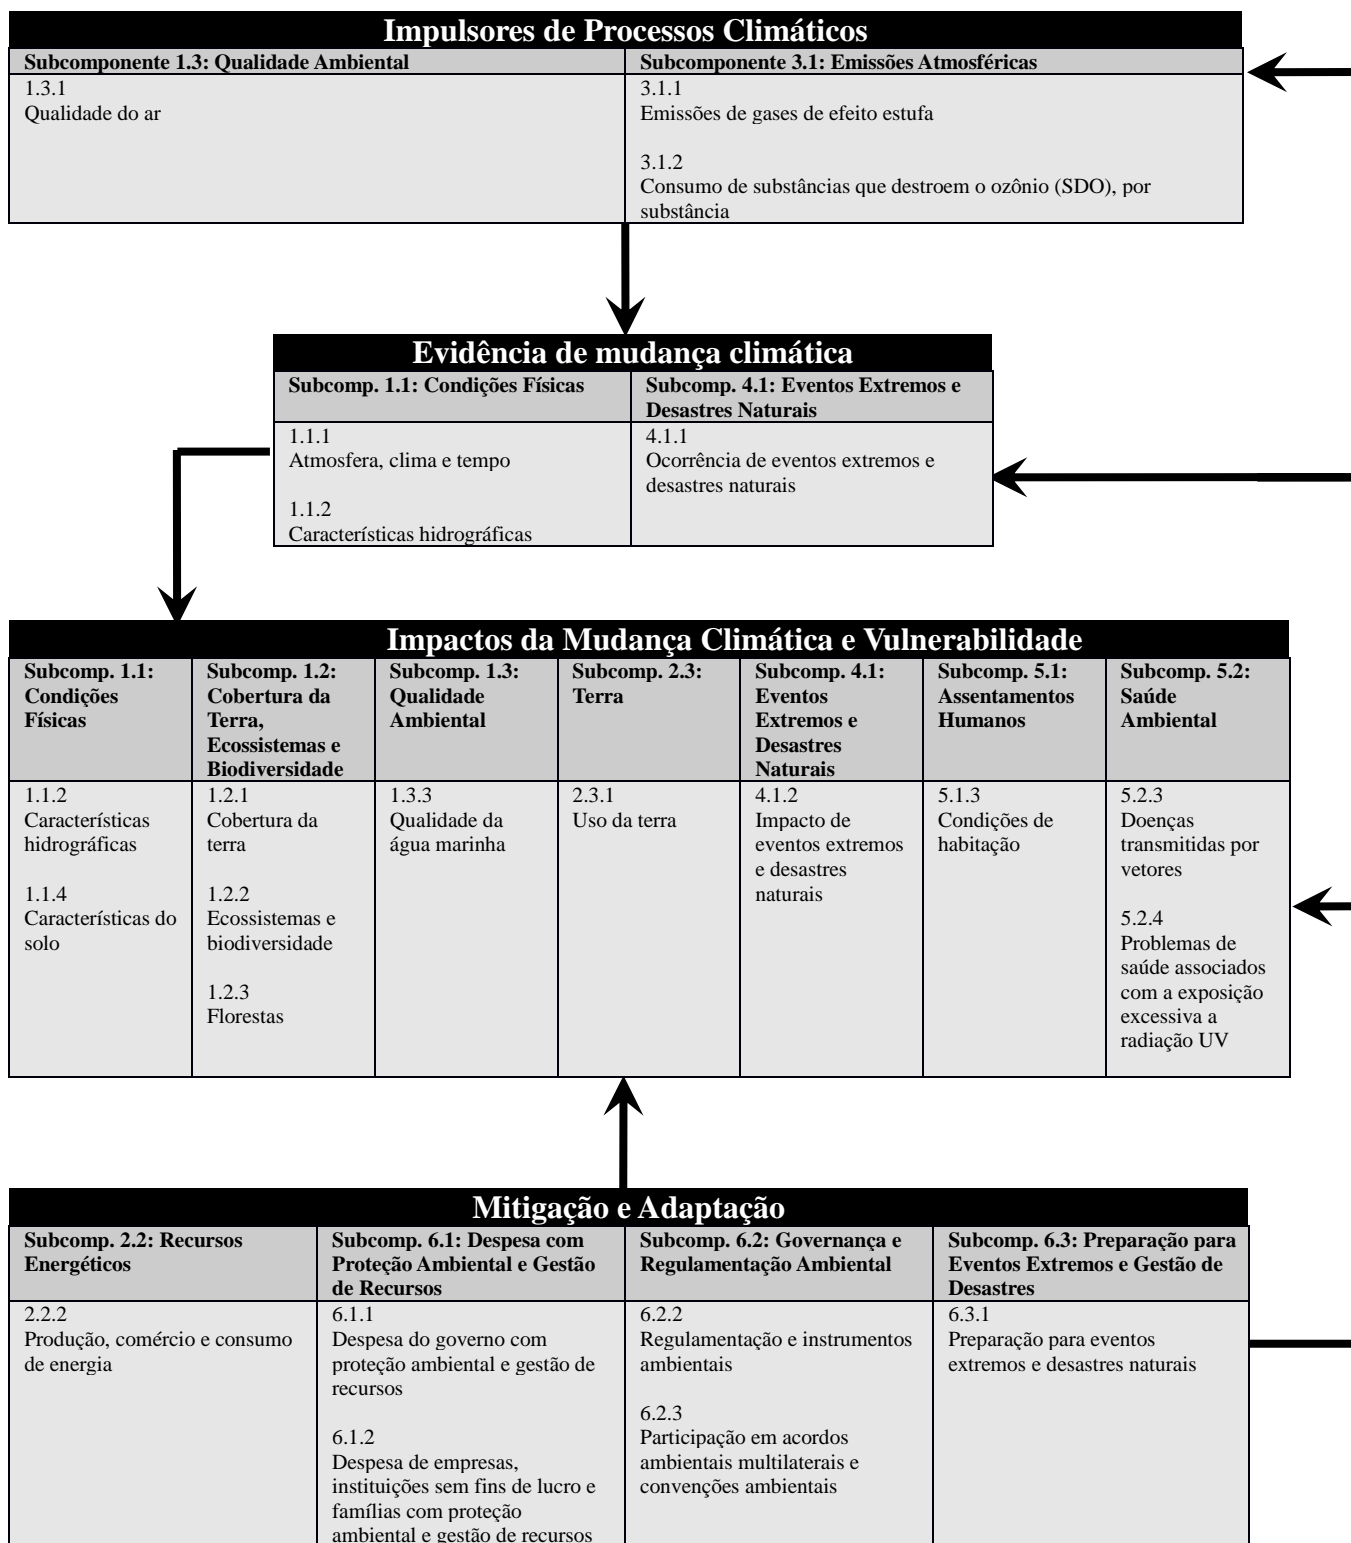 Impulsores de Processos Climáticos
Subcomponente 1.3: Qualidade Ambiental
1.3.1
Qualidade do ar
Subcomponente 3.1: Emissões Atmosféricas
3.1.1
Emissões de gases de efeito estufa
3.1.2
Consumo de substâncias que destroem o ozônio (SDO), por
substância
Evidência de mudança climática
Subcomp. 1.1: Condições Físicas
1.1.1
Atmosfera, clima e tempo
1.1.2
Características hidrográficas
Subcomp. 4.1: Eventos Extremos e
Desastres Naturais
4.1.1
Ocorrência de eventos extremos e
desastres naturais
Impactos da Mudança Climática e Vulnerabilidade
Subcomp. 1.1:
Condições
Físicas
1.1.2
Características
hidrográficas
1.1.4
Características do
solo
Subcomp. 1.2:
Cobertura da
Terra,
Ecossistemas e
Biodiversidade
1.2.1
Cobertura da
terra
1.2.2
Ecossistemas e
biodiversidade
1.2.3
Florestas
Subcomp. 1.3:
Qualidade
Ambiental
1.3.3
Qualidade da
água marinha
Subcomp. 2.3:
Terra
2.3.1
Uso da terra
Subcomp. 4.1:
Eventos
Extremos e
Desastres
Naturais
4.1.2
Impacto de
eventos extremos
e desastres
naturais
Subcomp. 5.1:
Assentamentos
Humanos
5.1.3
Condições de
habitação
Subcomp. 5.2:
Saúde
Ambiental
5.2.3
Doenças
transmitidas por
vetores
5.2.4
Problemas de
saúde associados
com a exposição
excessiva a
radiação UV
Mitigação e Adaptação
Subcomp. 2.2: Recursos
Energéticos
2.2.2
Produção, comércio e consumo
de energia
Subcomp. 6.1: Despesa com
Proteção Ambiental e Gestão
de Recursos
6.1.1
Despesa do governo com
proteção ambiental e gestão de
recursos
6.1.2
Despesa de empresas,
instituições sem fins de lucro e
famílias com proteção
ambiental e gestão de recursos
Subcomp. 6.2: Governança e
Regulamentação Ambiental
6.2.2
Regulamentação e instrumentos
ambientais
6.2.3
Participação em acordos
ambientais multilaterais e
convenções ambientais
Subcomp. 6.3: Preparação para
Eventos Extremos e Gestão de
Desastres
6.3.1
Preparação para eventos
extremos e desastres naturais